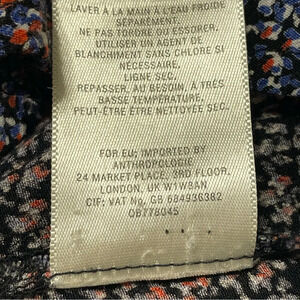 LAVER À LA MAIN À L'EAU FROIDE
SÉPARÉMENT.
NE PAS TORDRE OU ESSORER.
UTILISER UN AGENT DE
BLANCHIMENT SANS CHLORE SI
NÉCESSAIRE.
LIGNE SEC.
REPASSER, AU BESOIN, À TRÈS
BASSE TEMPÉRATURE.
PEUT-ÊTRE ÊTRE NETTOYÉE SEC.
FOR EU; IMPORTED BY
ANTHROPOLOGIE
24 MARKET PLACE, 3RD FLOOR,
LONDON, UK W1W8AN
CIF: VAT No. GB 684936362
OB778045